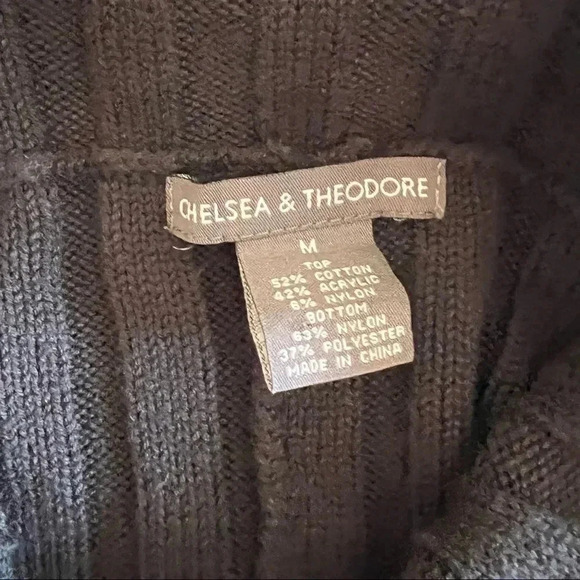 CHELSEA & THEODORE
M
TOP
52% COTTON
42% ACRYLIC
6% NYLON
BOTTOM
63% NYLON
37% POLYESTER
MADE IN CHINA